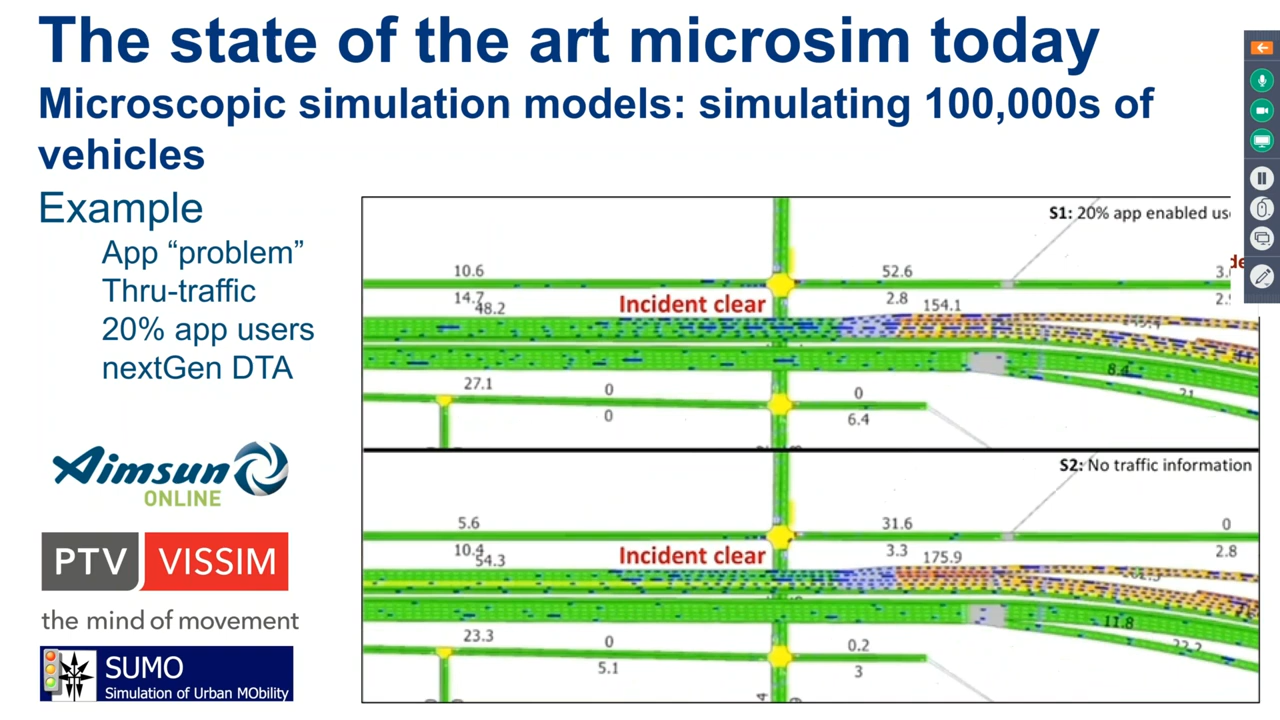 The state of the art microsim today
Microscopic simulation models: simulating 100,000s of
vehicles
Example
App “problem”
Thru-traffic
20% app users
nextGen DTA
Aimsun
ONLINE
PTV VISSIM
the mind of movement
SUMO
Simulation of Urban MObility
S1: 20% app enabled
10.6
52.6
14.7
48.2
Incident clear
2.8
154.1
8.4
27.1
0
0
0
6.4
21
S2: No traffic information
5.6
31.6
0
10.4
54.3
Incident clear
3.3
175.9
2.8
11.8
23.3
0
0.2
22.2
5.1
3